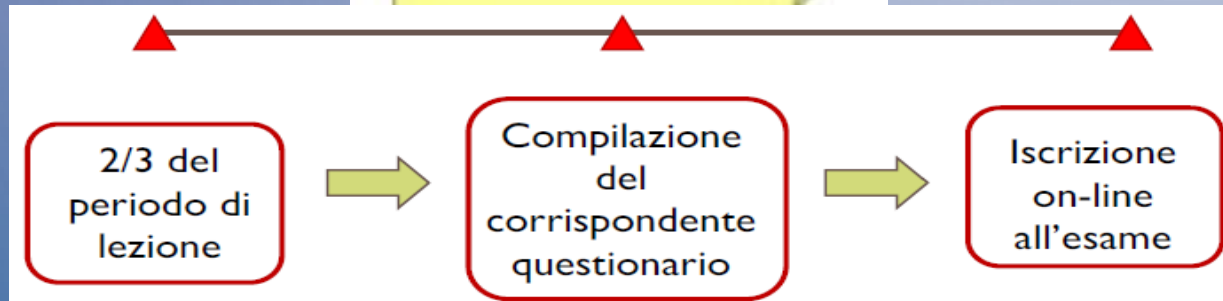 2/3 del
periodo di
lezione
Compilazione
del
corrispondente
questionario
Iscrizione
on-line
all'esame